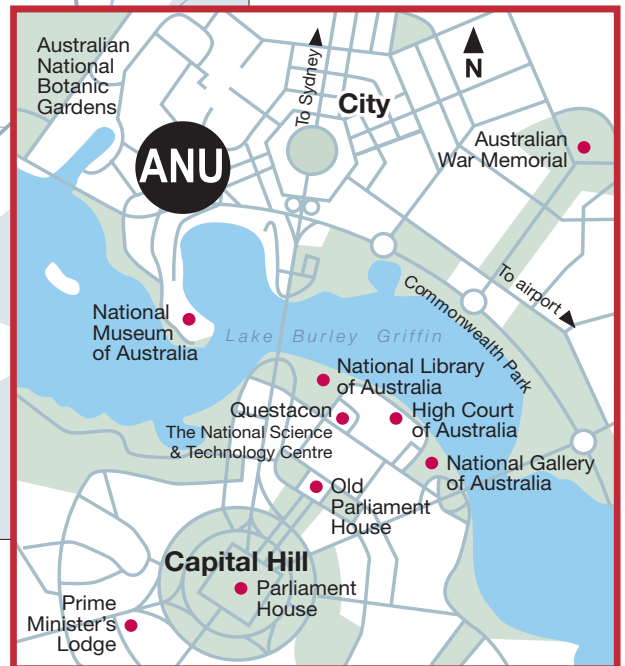 Australian
National
Botanic
Gardens
To Sydney
N
City
ANU
Australian
War Memorial
To airport
Commonwealth Park
National
Museum
of Australia
Lake Burley Griffin
National Library
of Australia
Questacon
The National Science
& Technology Centre
High Court
of Australia
National Gallery
of Australia
Old
Parliament
House
Capital Hill
Parliament
House
Prime
Minister's
Lodge